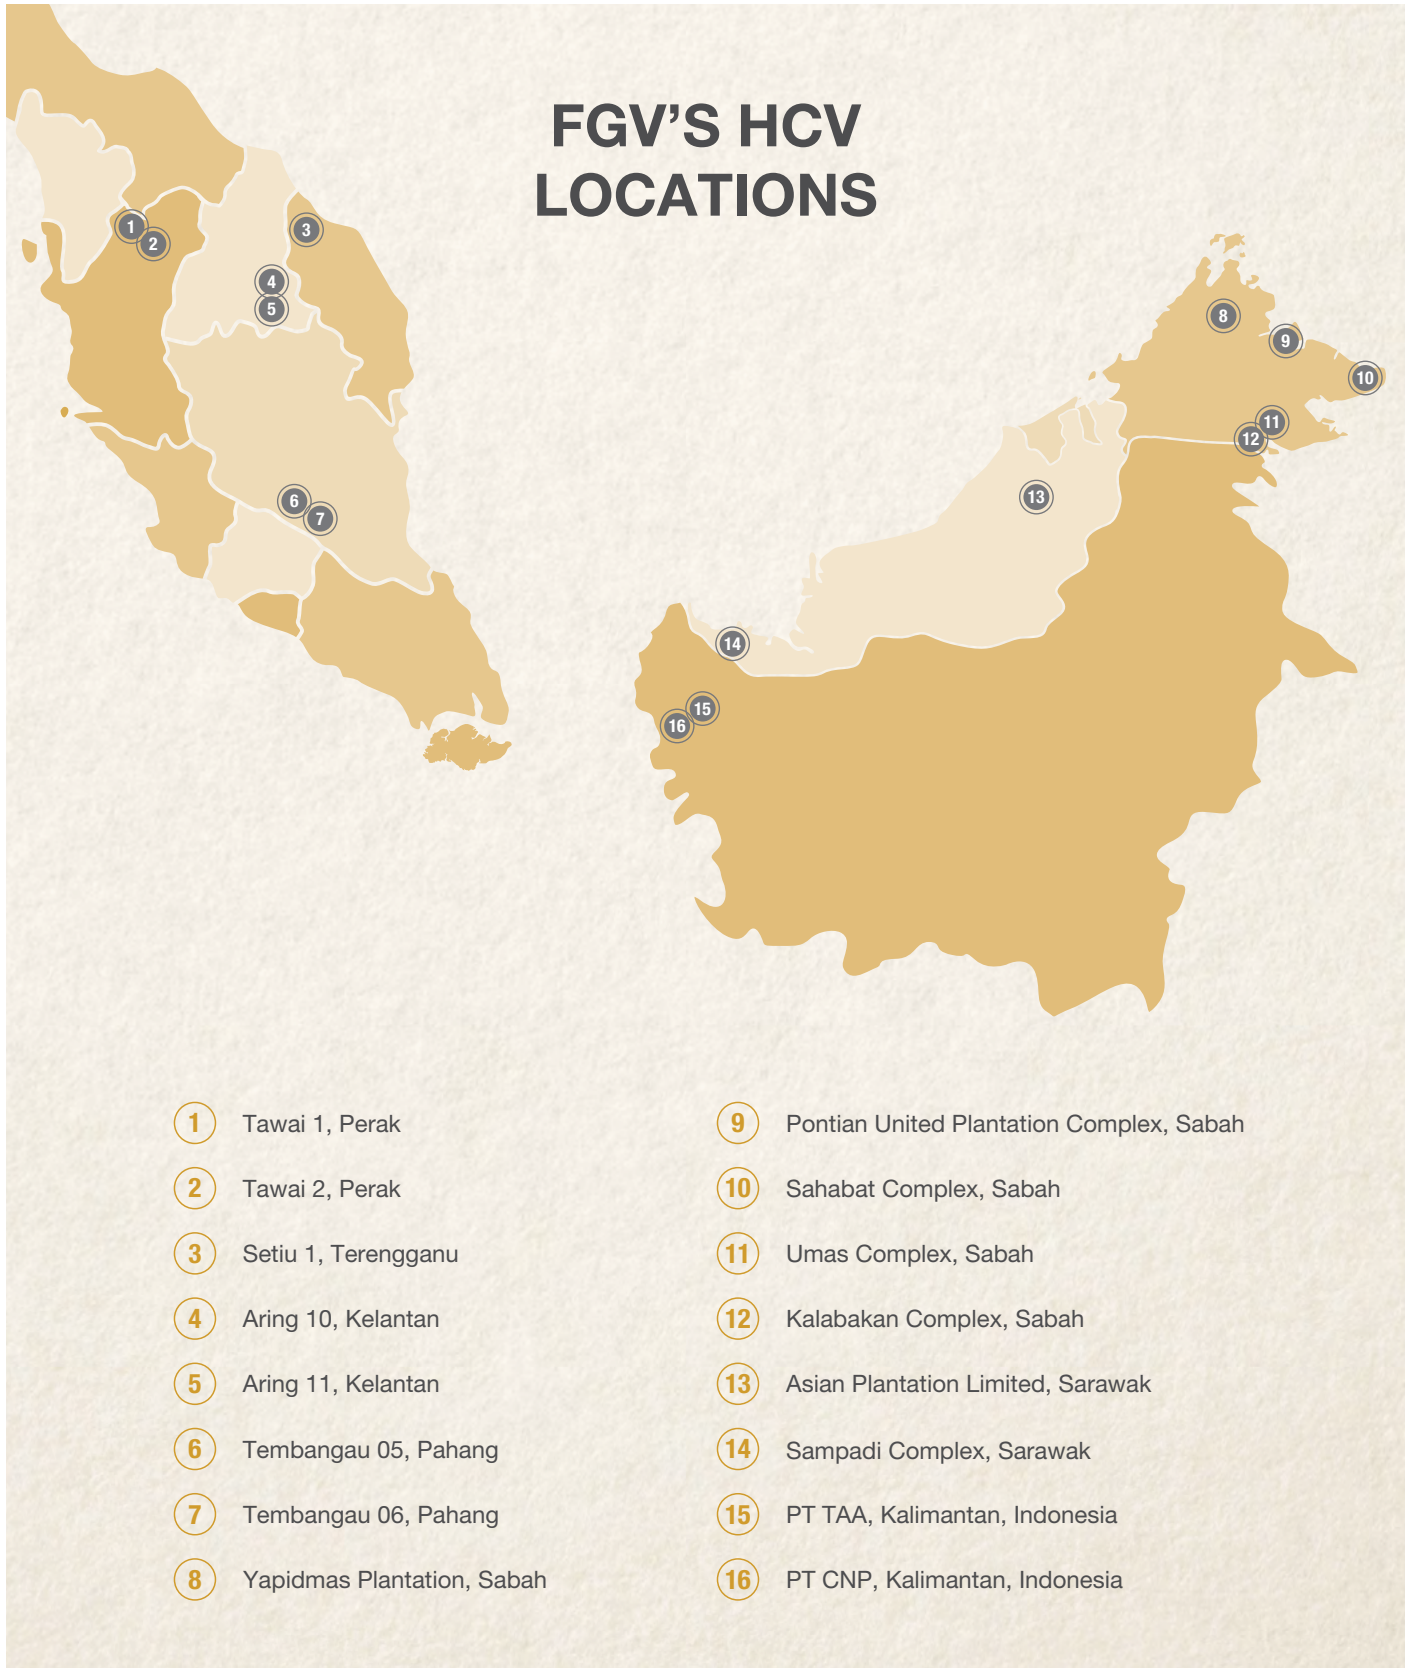 FGV’S HCV
LOCATIONS
1
2
3
4
5
6
7
8
9
10
11
12
13
14
15
16
1 Tawai 1, Perak
2 Tawai 2, Perak
3 Setiu 1, Terengganu
4 Aring 10, Kelantan
5 Aring 11, Kelantan
6 Tembangau 05, Pahang
7 Tembangau 06, Pahang
8 Yapidmas Plantation, Sabah
9 Pontian United Plantation Complex, Sabah
10 Sahabat Complex, Sabah
11 Umas Complex, Sabah
12 Kalabakan Complex, Sabah
13 Asian Plantation Limited, Sarawak
14 Sampadi Complex, Sarawak
15 PT TAA, Kalimantan, Indonesia
16 PT CNP, Kalimantan, Indonesia